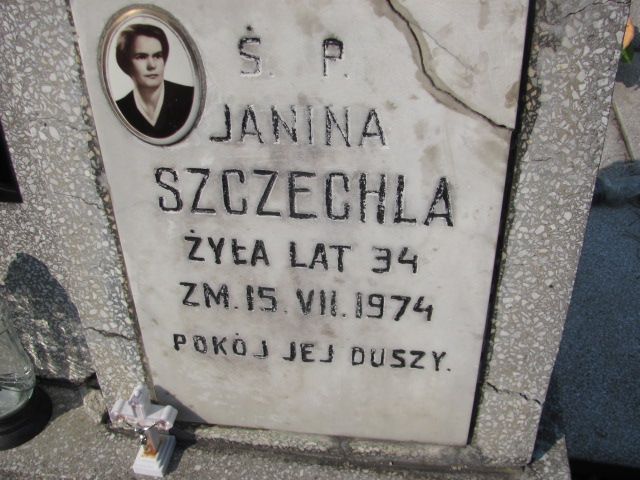 Ś. P.
JANINA
SZCZECHLA
ŻYŁA LAT 34
ZM. 15. VII. 1974
POKÓJ JEJ DUSZY.